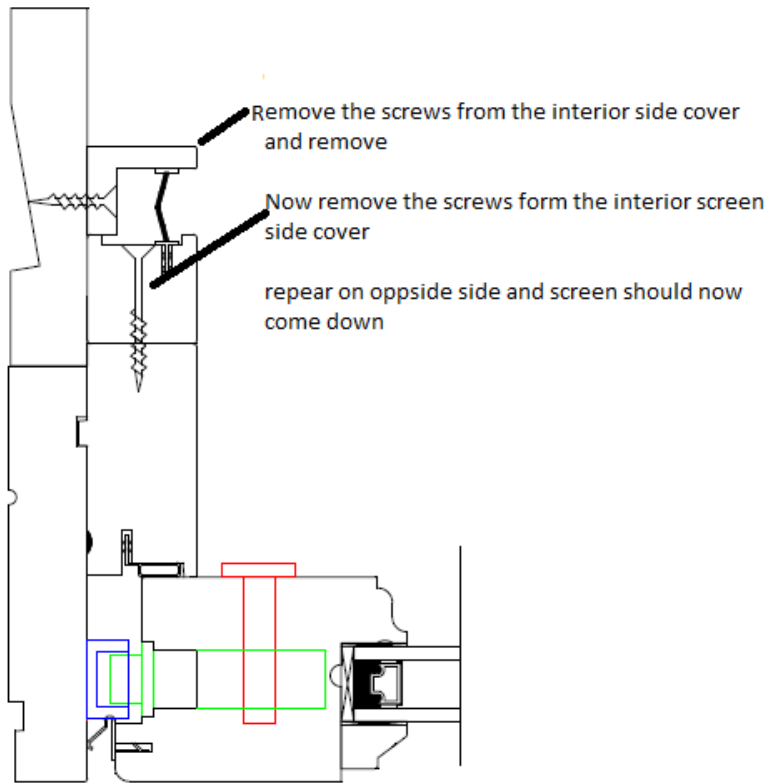 Remove the screws from the interior side cover
and remove
Now remove the screws form the interior screen
side cover
repear on oppside side and screen should now
come down